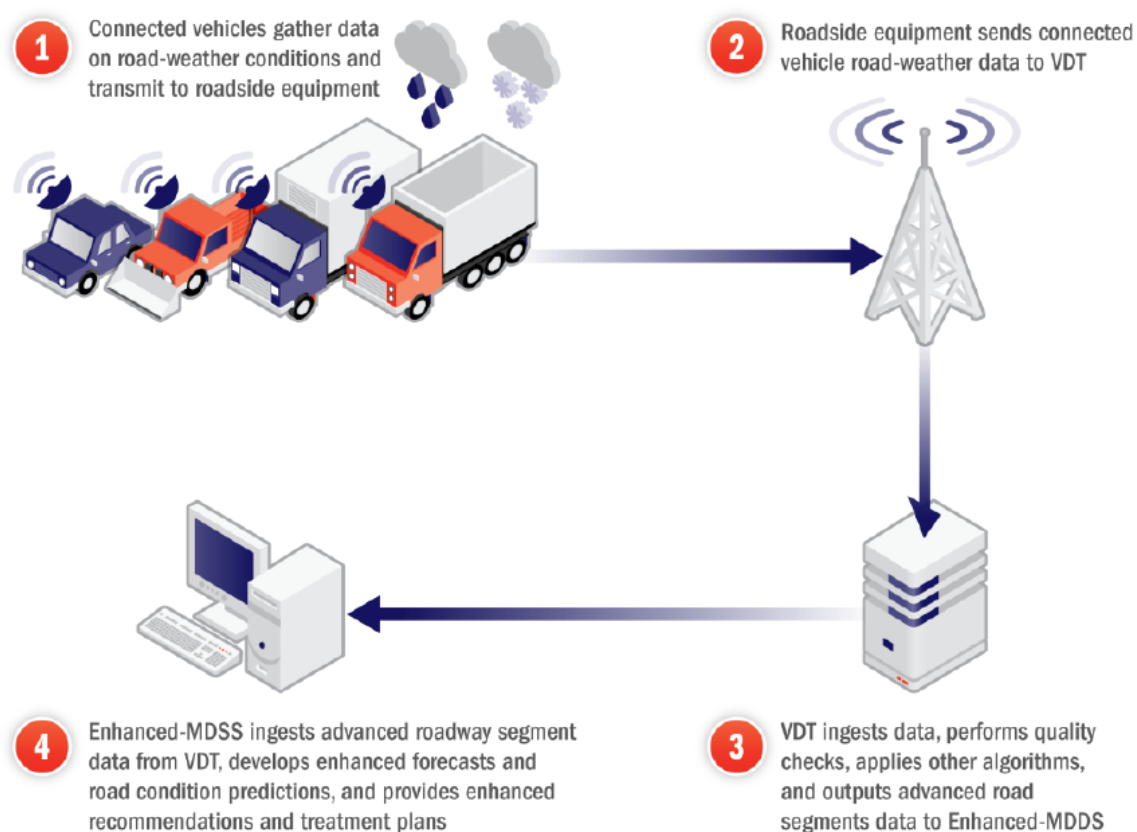 1
Connected vehicles gather data
on road-weather conditions and
transmit to roadside equipment
2
Roadside equipment sends connected
vehicle road-weather data to VDT
4
Enhanced-MDSS ingests advanced roadway segment
data from VDT, develops enhanced forecasts and
road condition predictions, and provides enhanced
recommendations and treatment plans
3
VDT ingests data, performs quality
checks, applies other algorithms,
and outputs advanced road
segments data to Enhanced-MDDS